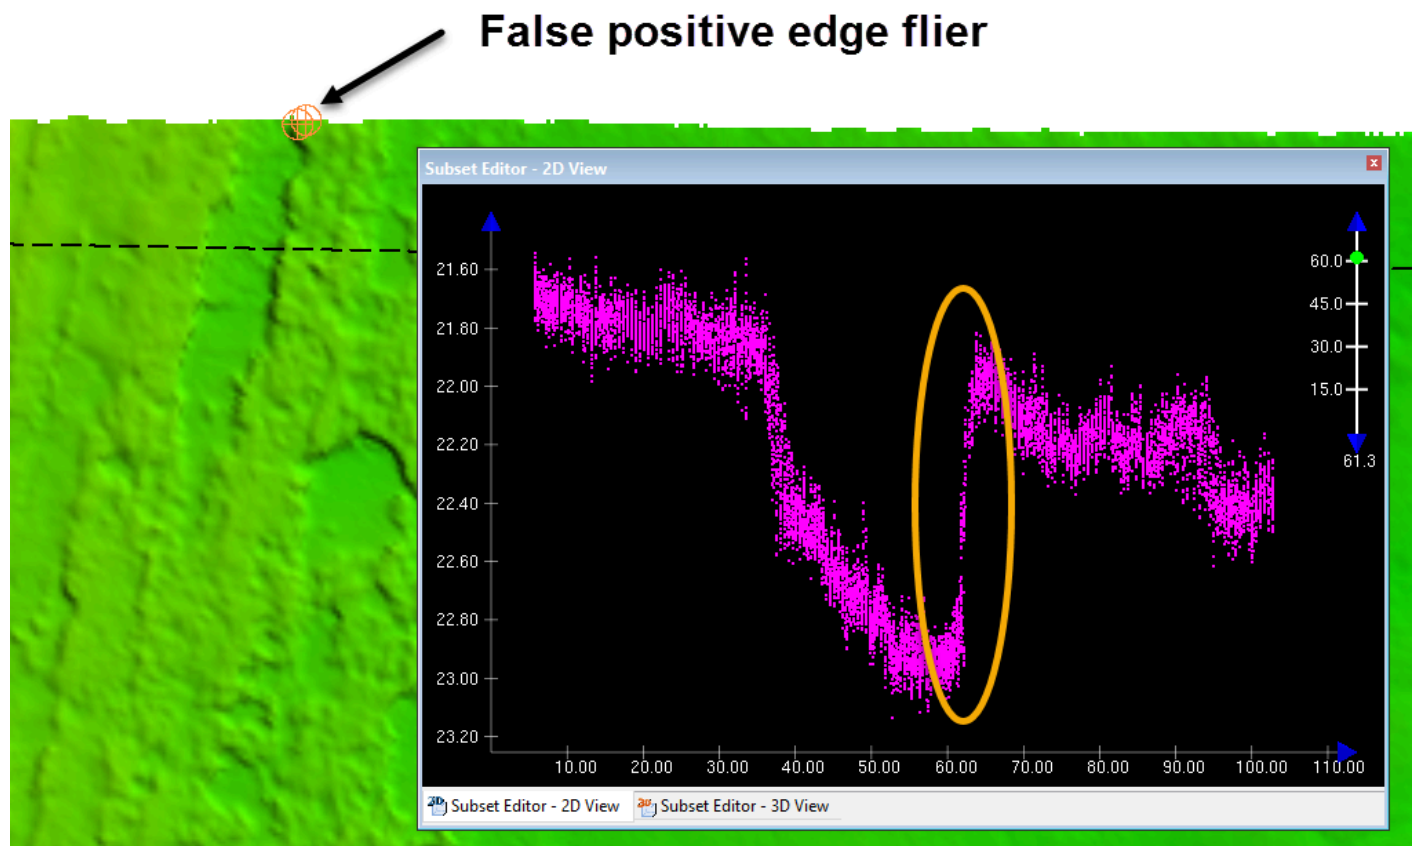 False positive edge flier
Subset Editor - 2D View
x
21.60
21.80
22.00
22.20
22.40
22.60
22.80
23.00
23.20
60.0
45.0
30.0
15.0
61.3
10.00 20.00 30.00 40.00 50.00 60.00 70.00 80.00 90.00 100.00 110.00
2D Subset Editor - 2D View 3D Subset Editor - 3D View